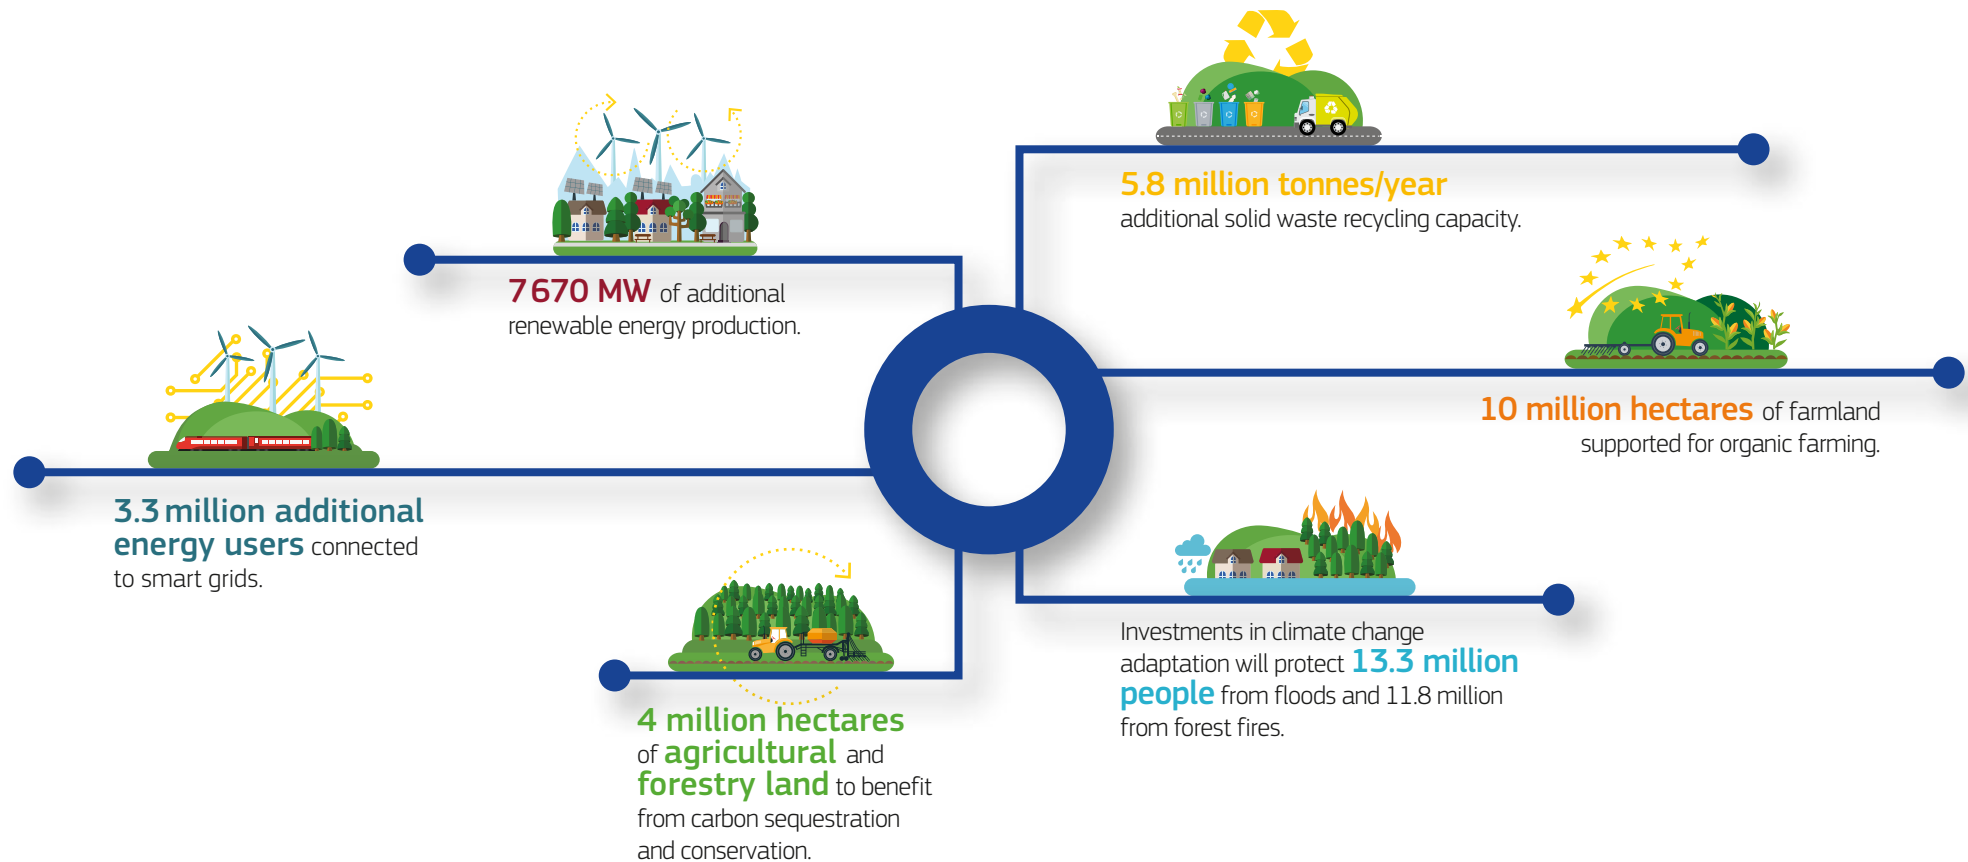 5.8 million tonnes/year
additional solid waste recycling capacity.
7 670 MW of additional
renewable energy production.
10 million hectares of farmland
supported for organic farming.
3.3 million additional
energy users connected
to smart grids.
Investments in climate change
adaptation will protect 13.3 million
people from floods and 11.8 million
from forest fires.
4 million hectares
of agricultural and
forestry land to benefit
from carbon sequestration
and conservation.